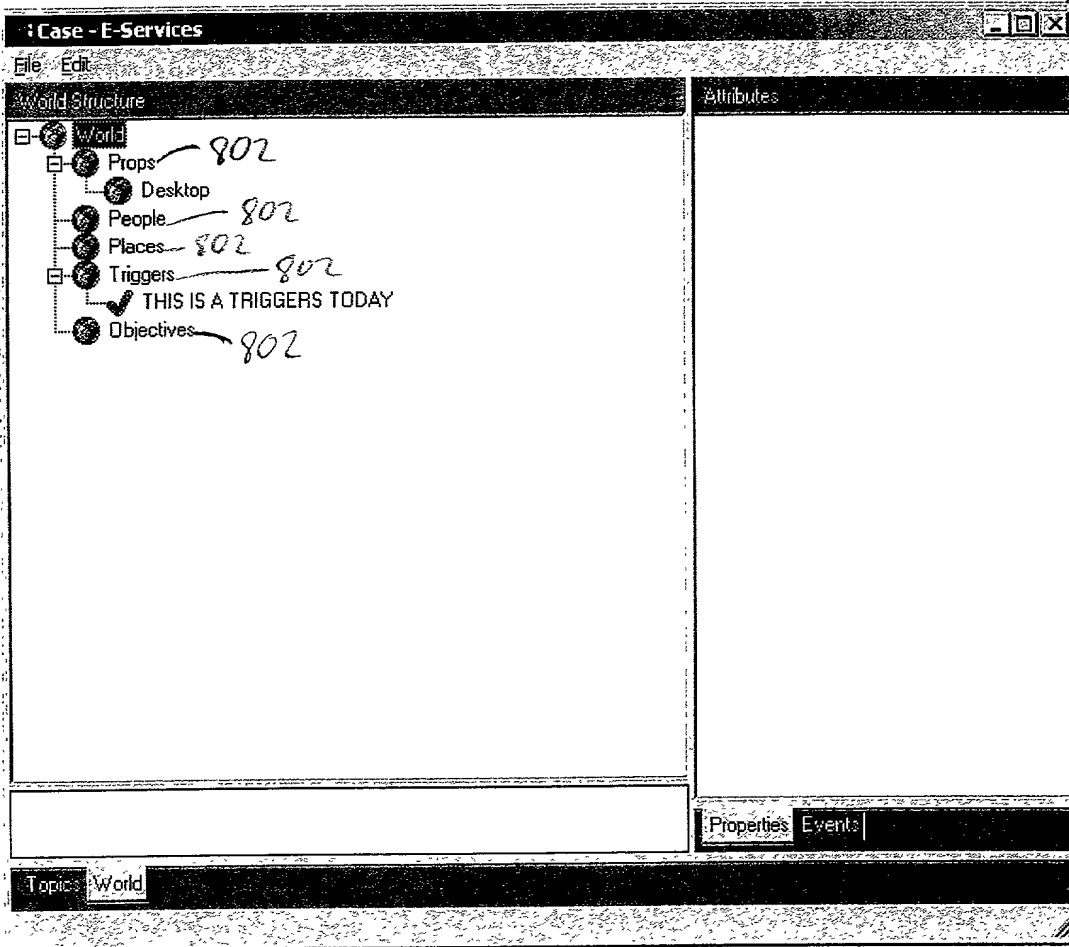 :Case - E-Services
File Edit
World Structure
Attributes
World
Props 802
Desktop
People 802
Places 802
Triggers 802
THIS IS A TRIGGERS TODAY
Objectives 802
Properties Events
Topics World